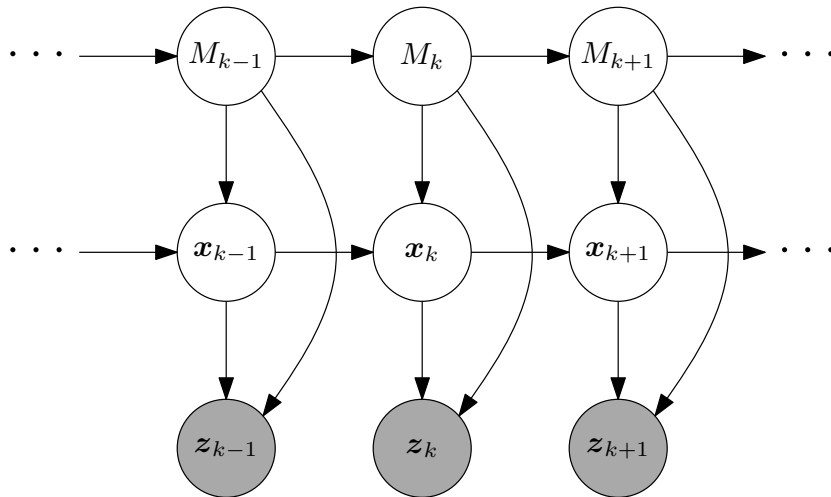 · · · M_{k−1} M_k M_{k+1} · · ·
· · · x_{k−1} x_k x_{k+1} · · ·
z_{k−1} z_k z_{k+1}